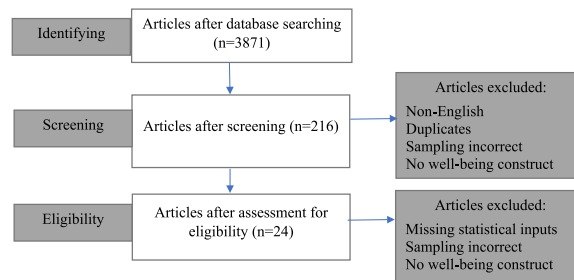 Identifying
Articles after database searching
(n=3871)
Screening
Articles after screening (n=216)
Articles excluded:
Non-English
Duplicates
Sampling incorrect
No well-being construct
Eligibility
Articles after assessment for
eligibility (n=24)
Articles excluded:
Missing statistical inputs
Sampling incorrect
No well-being construct